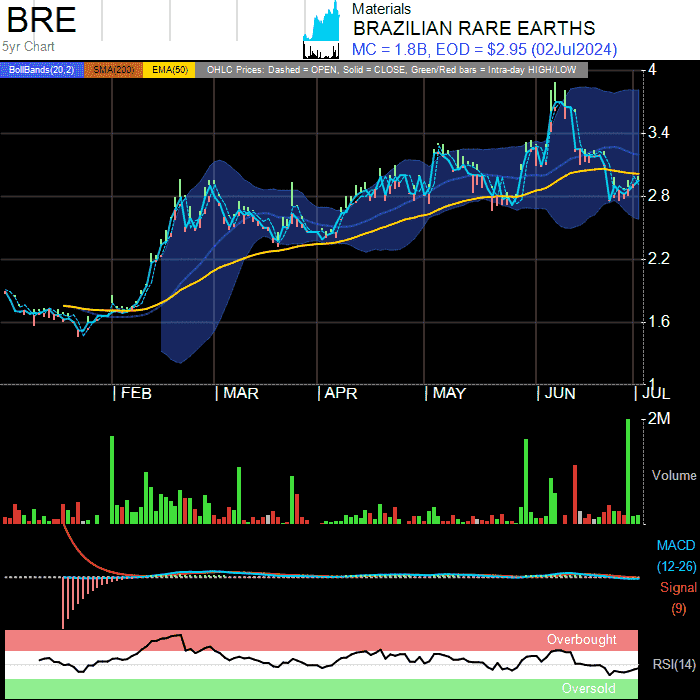 BRE
5yr Chart
Materials
BRAZILIAN RARE EARTHS
MC = 1.8B, EOD = $2.95 (02Jul2024)
BollBands(20,2) SMA(200) EMA(50) OHLC Prices: Dashed = OPEN, Solid = CLOSE, Green/Red bars = Intra-day HIGH/LOW
4
3.4
2.8
2.2
1.6
1
FEB MAR APR MAY JUN JUL
2M
Volume
MACD
(12-26)
Signal
(9)
Overbought
RSI(14)
Oversold